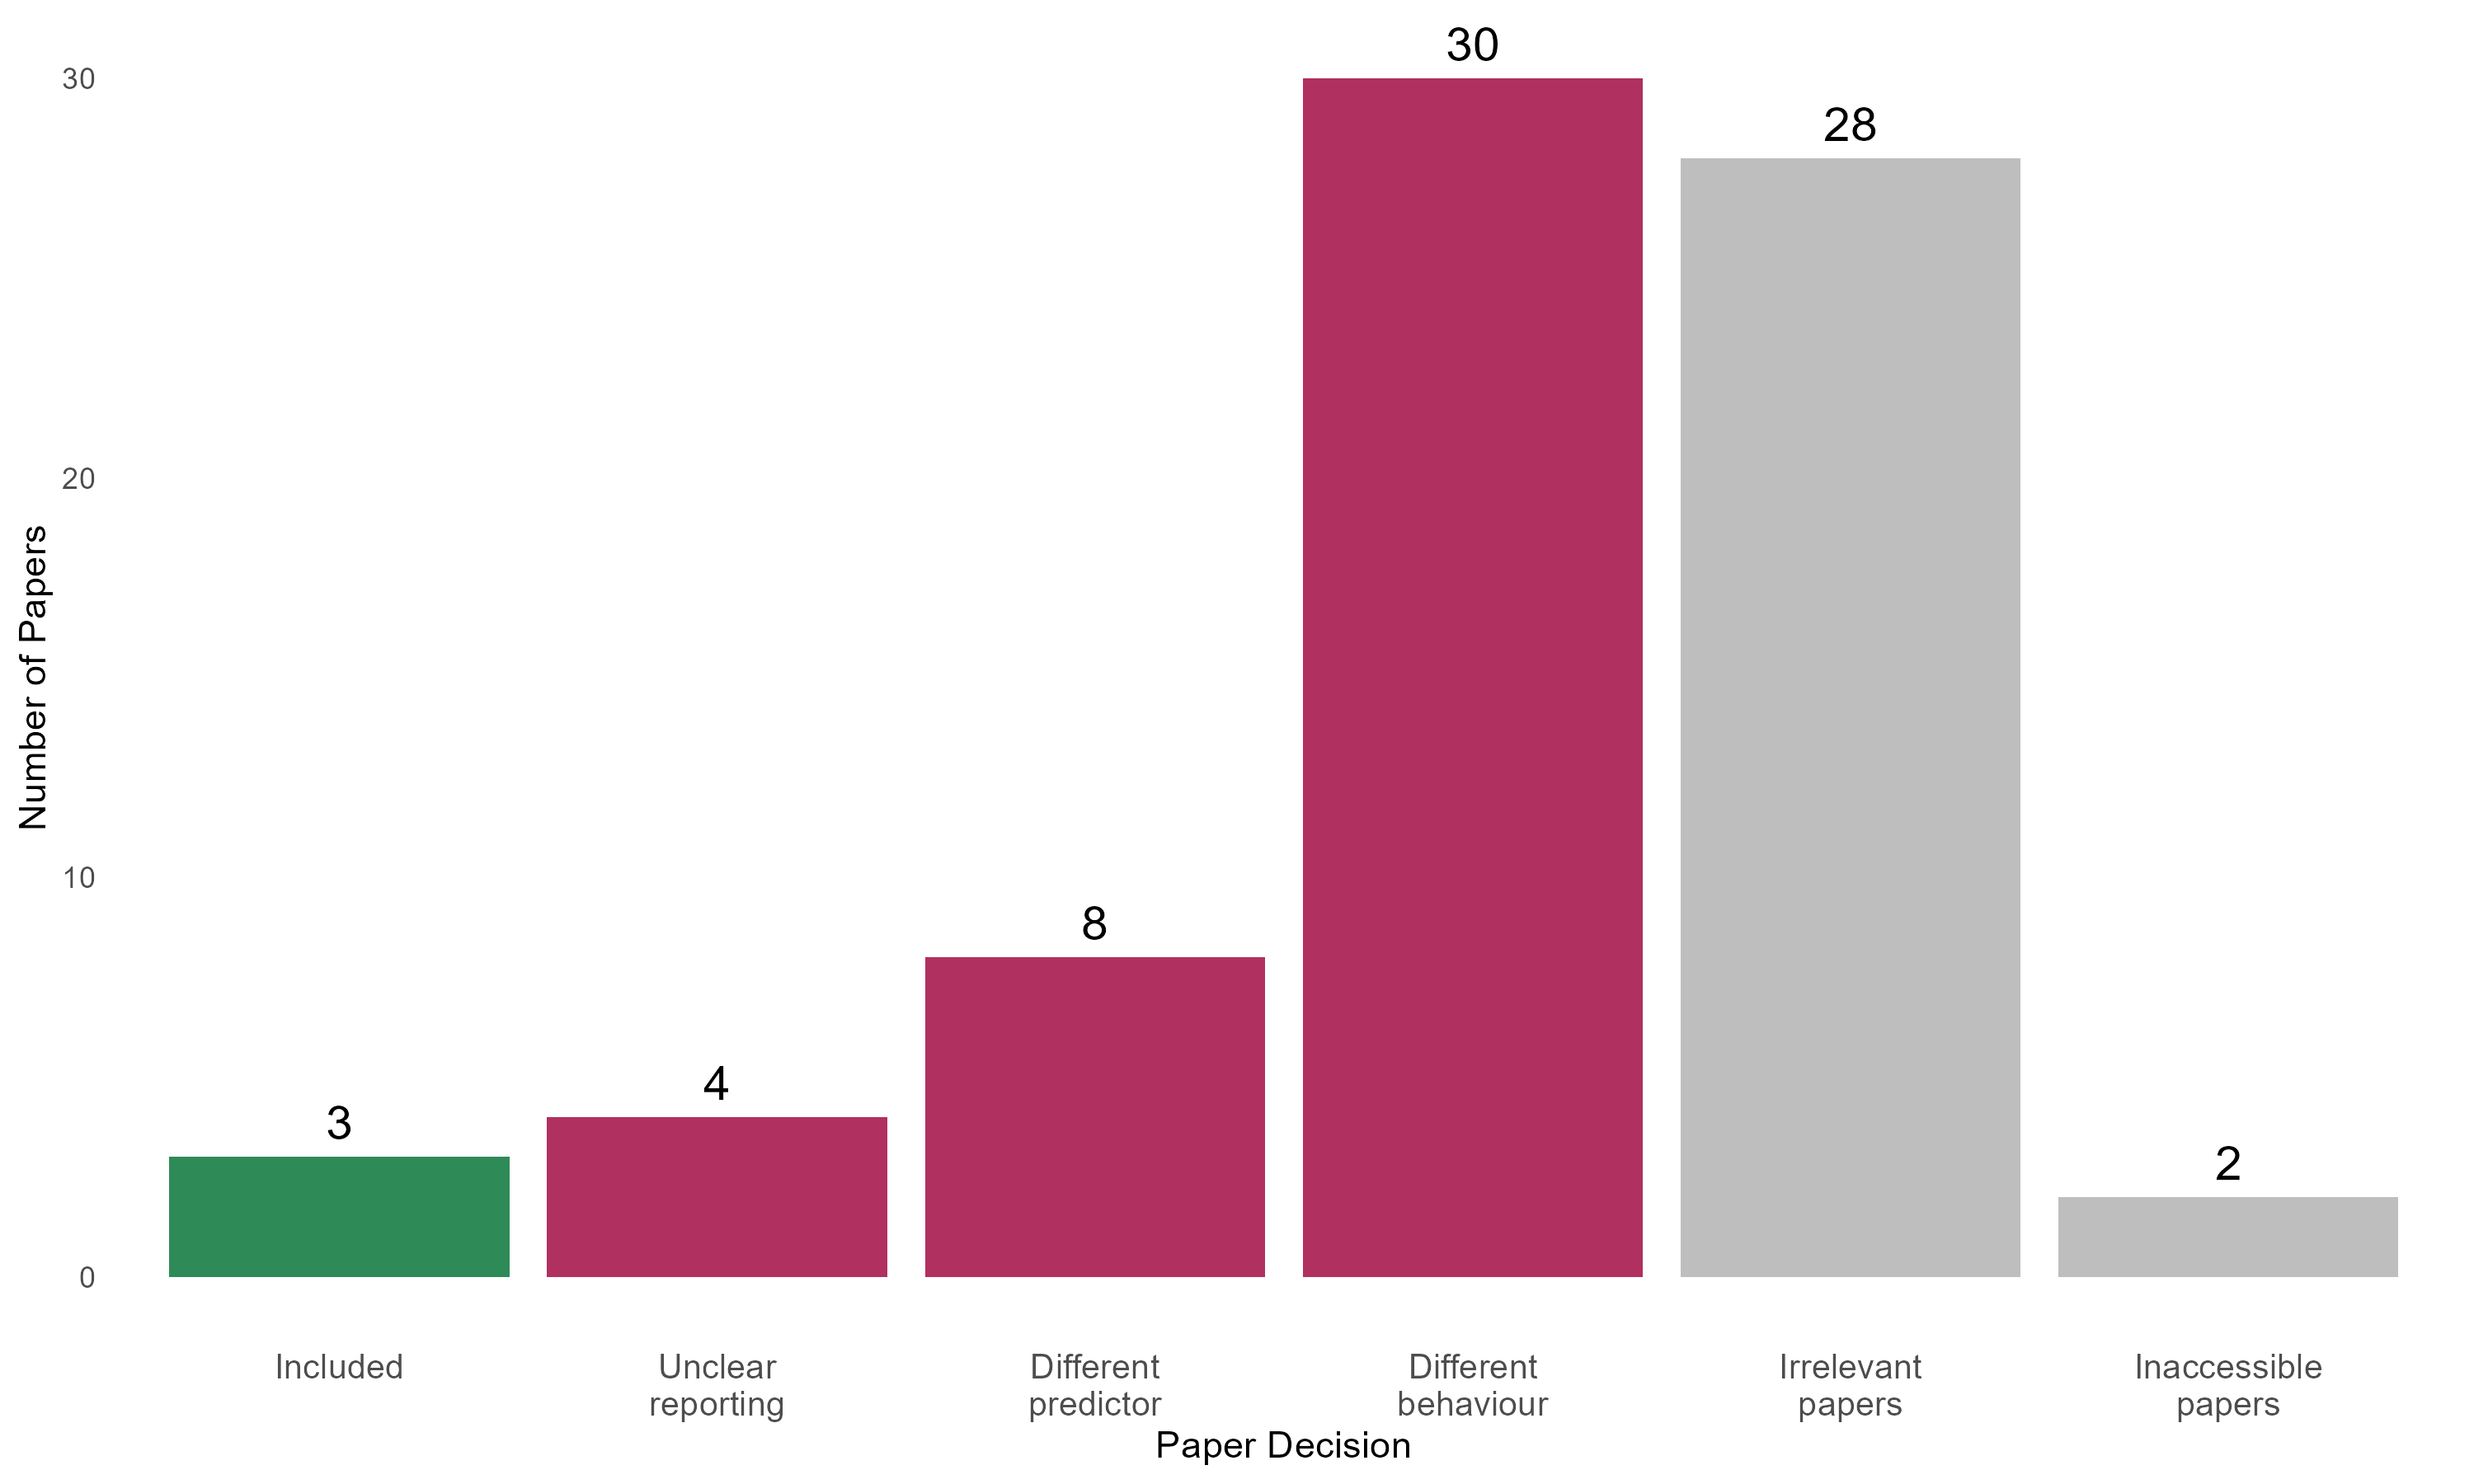 30
28
8
4
3
2
30
20
10
0
Number of Papers
Included
Unclear
reporting
Different
predictor
Different
behaviour
Irrelevant
papers
Inaccessible
papers
Paper Decision